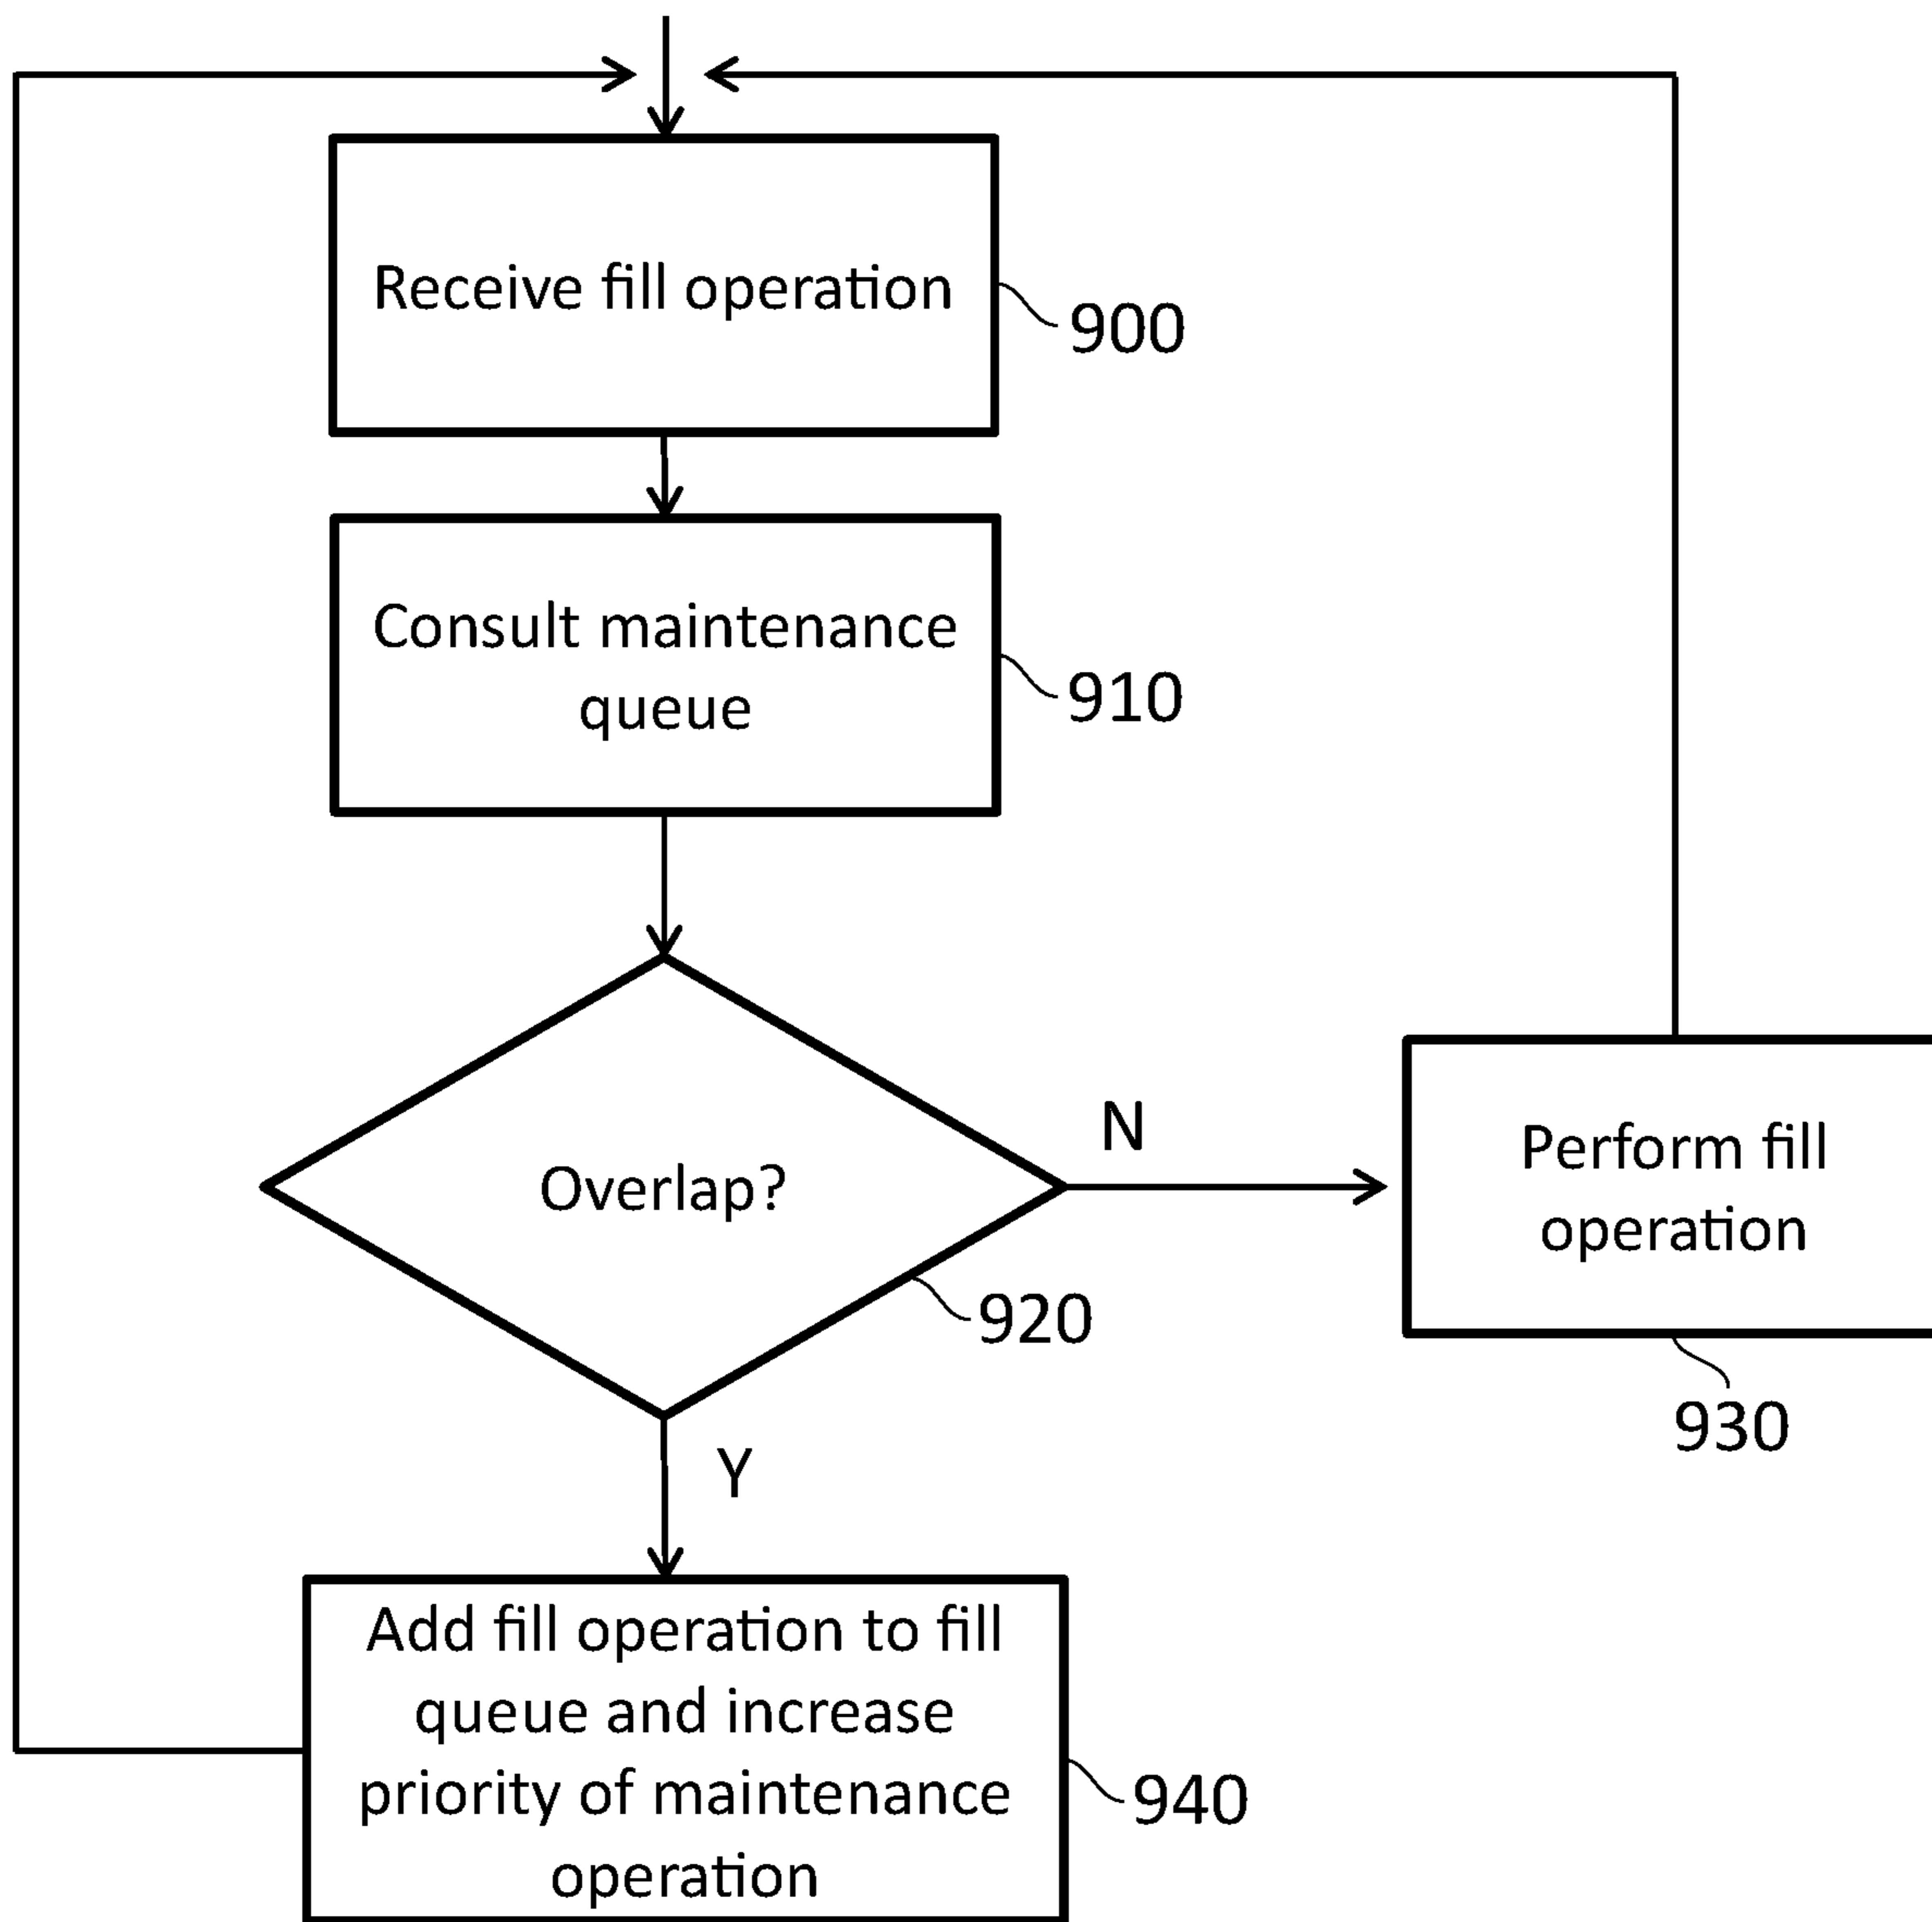 Receive fill operation
900
Consult maintenance
queue
910
Overlap?
N
920
Perform fill
operation
930
Y
Add fill operation to fill
queue and increase
priority of maintenance
operation
940